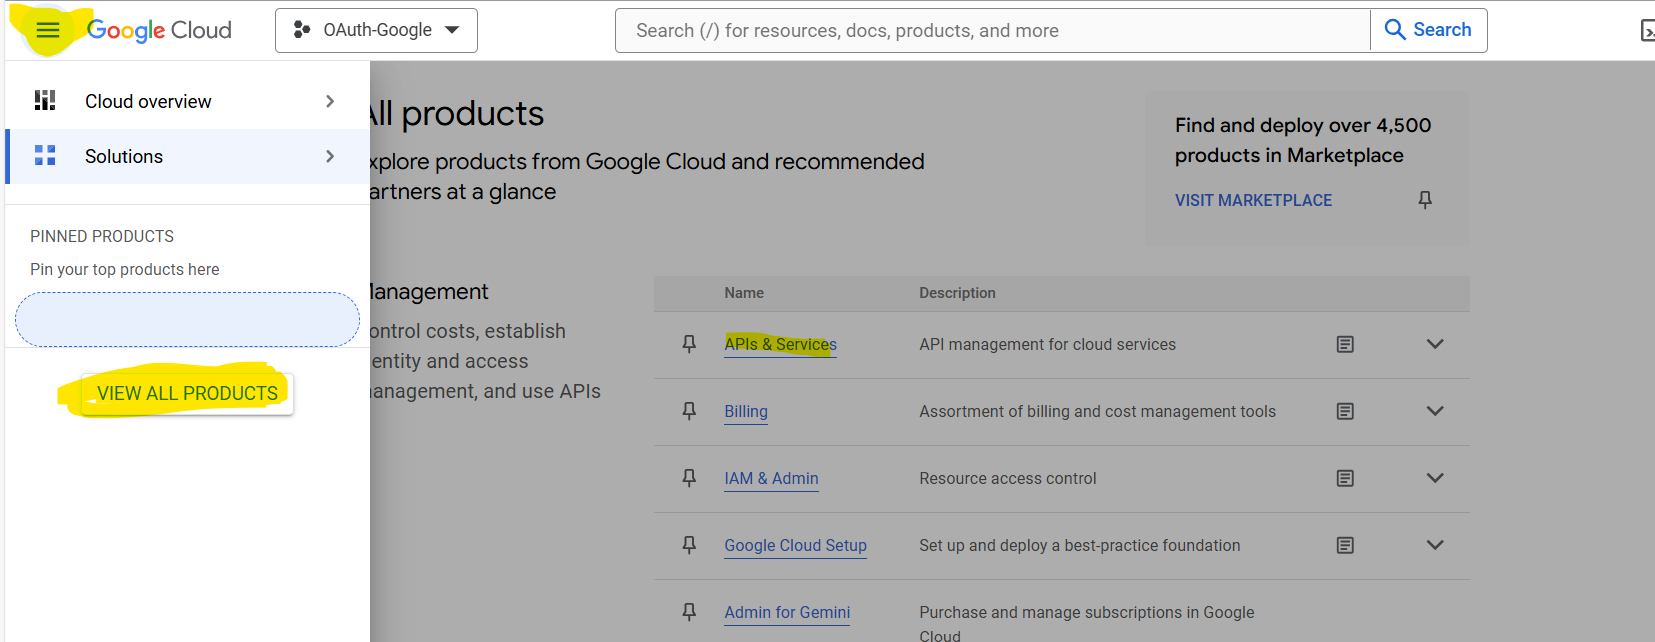 Google Cloud
OAuth-Google
Search (/) for resources, docs, products, and more
Search
Cloud overview
Solutions
PINNED PRODUCTS
Pin your top products here
VIEW ALL PRODUCTS
All products
xplore products from Google Cloud and recommended
artners at a glance
Find and deploy over 4,500
products in Marketplace
VISIT MARKETPLACE
Management
ontrol costs, establish
entity and access
anagement, and use APIs
Name Description
APIs & Services API management for cloud services
Billing Assortment of billing and cost management tools
IAM & Admin Resource access control
Google Cloud Setup Set up and deploy a best-practice foundation
Admin for Gemini Purchase and manage subscriptions in Google
Cloud